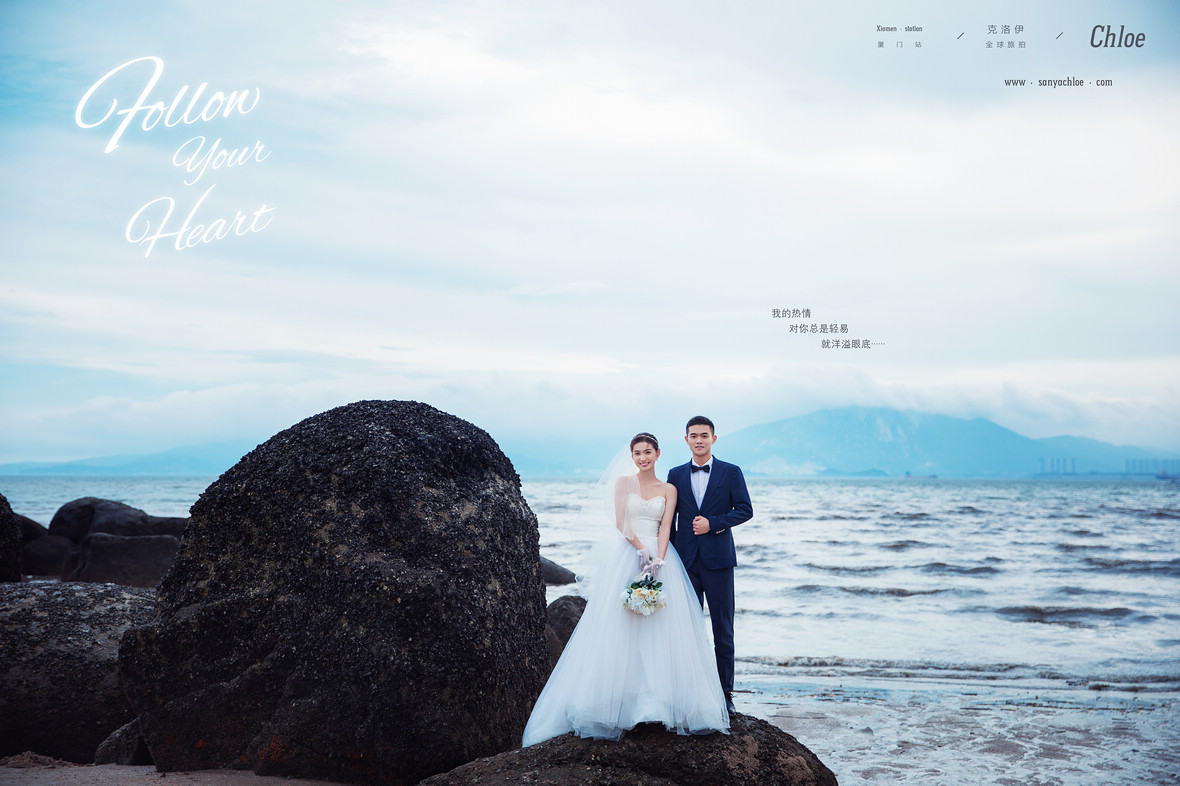 Follow
Your
Heart
Xiamen · station
厦 门 站
克洛伊
全球旅拍
Chloe
www · sanyachloe · com
我的热情
对你总是轻易
就洋溢眼底……